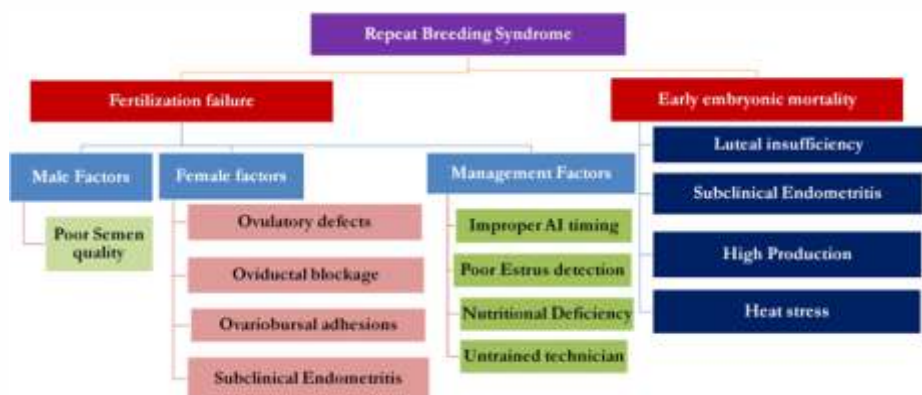 Repeat Breeding Syndrome
Fertilization failure
Early embryonic mortality
Male Factors
Female factors
Management Factors
Poor Semen
quality
Ovulatory defects
Oviductal blockage
Ovariobursal adhesions
Subclinical Endometritis
Improper AI timing
Poor Estrus detection
Nutritional Deficiency
Untrained technician
Luteal insufficiency
Subclinical Endometritis
High Production
Heat stress